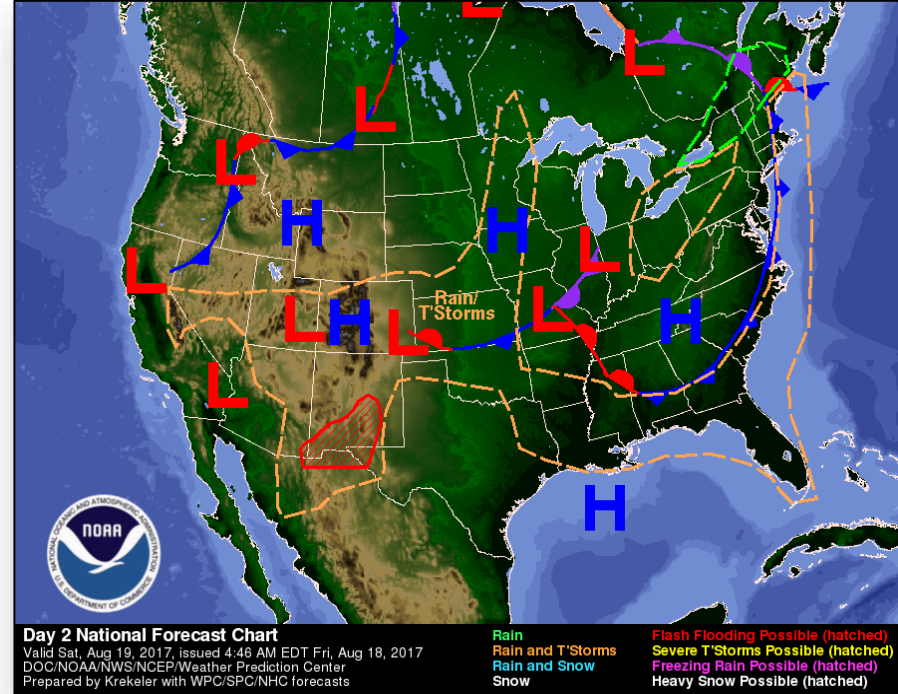 L
L
L
L
H
H
L
L
Rain/
T'Storms
L
H
L
L
H
L
H
NOAA
NATIONAL OCEANIC AND ATMOSPHERIC ADMINISTRATION
U.S. DEPARTMENT OF COMMERCE
Day 2 National Forecast Chart
Valid Sat, Aug 19, 2017, issued 4:46 AM EDT Fri, Aug 18, 2017
DOC/NOAA/NWS/NCEP/Weather Prediction Center
Prepared by Krekeler with WPC/SPC/NHC forecasts
Rain
Rain and T'Storms
Rain and Snow
Snow
Flash Flooding Possible (hatched)
Severe T'Storms Possible (hatched)
Freezing Rain Possible (hatched)
Heavy Snow Possible (hatched)